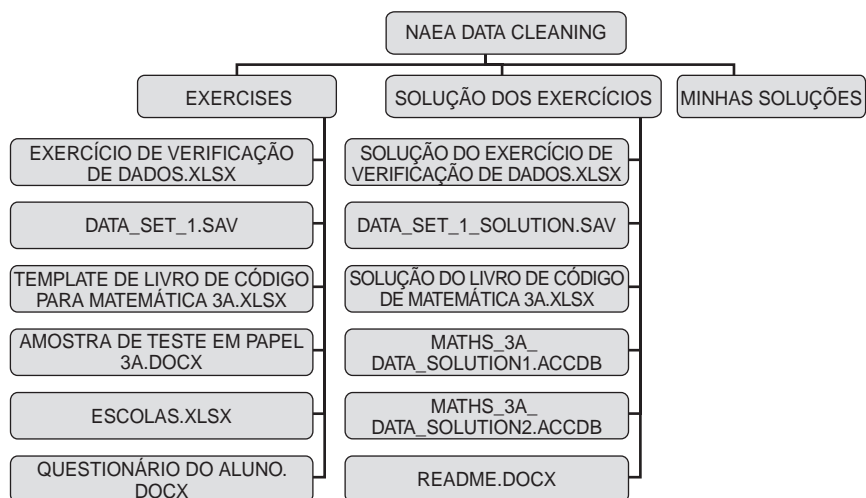 NAEA DATA CLEANING
EXERCISES
SOLUÇÃO DOS EXERCÍCIOS
MINHAS SOLUÇÕES
EXERCÍCIO DE VERIFICAÇÃO
DE DADOS.XLSX
DATA_SET_1.SAV
TEMPLATE DE LIVRO DE CÓDIGO
PARA MATEMÁTICA 3A.XLSX
AMOSTRA DE TESTE EM PAPEL
3A.DOCX
ESCOLAS.XLSX
QUESTIONÁRIO DO ALUNO.
DOCX
SOLUÇÃO DO EXERCÍCIO DE
VERIFICAÇÃO DE DADOS.XLSX
DATA_SET_1_SOLUTION.SAV
SOLUÇÃO DO LIVRO DE CÓDIGO
DE MATEMÁTICA 3A.XLSX
MATHS_3A_
DATA_SOLUTION1.ACCDB
MATHS_3A_
DATA_SOLUTION2.ACCDB
README.DOCX